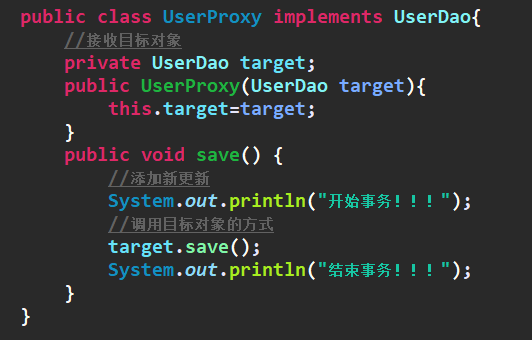 public class UserProxy implements UserDao{
//接收目标对象
private UserDao target;
public UserProxy(UserDao target){
this.target=target;
}
public void save() {
//添加新更新
System.out.println("开始事务!!!");
//调用目标对象的方式
target.save();
System.out.println("结束事务!!!");
}
}